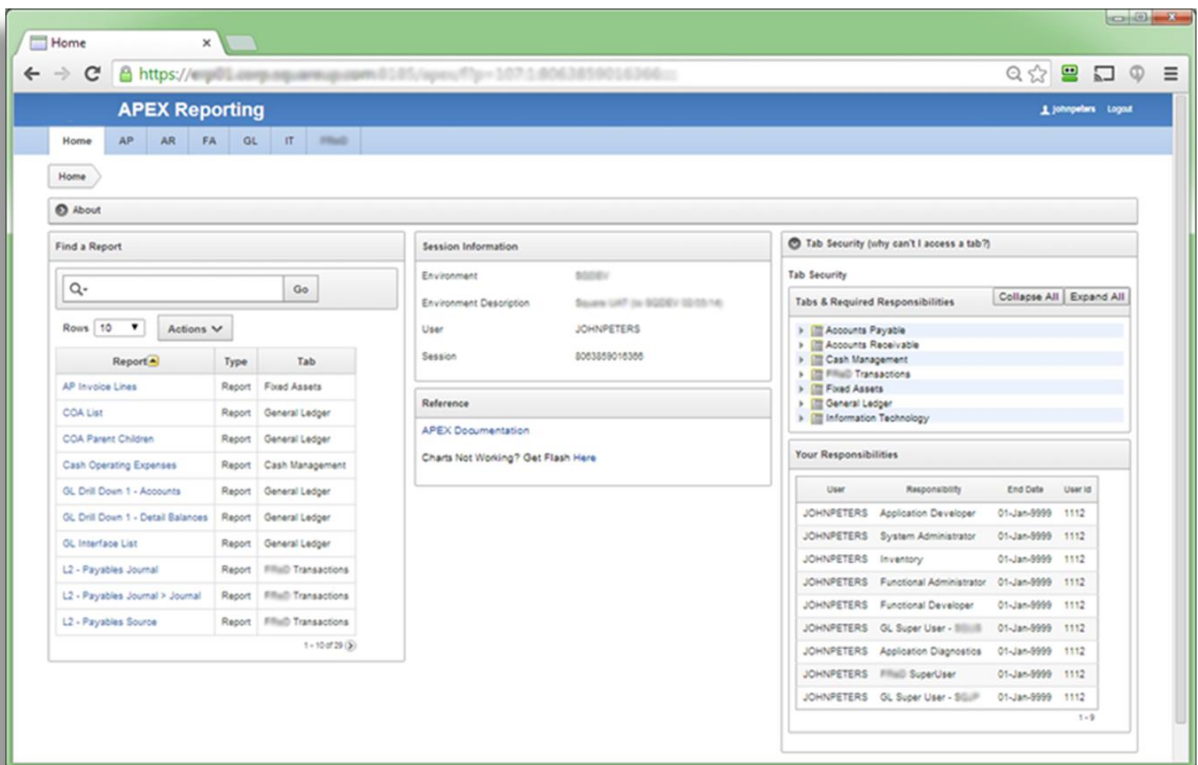 Home
https://
APEX Reporting
johnpeters Logout
Home AP AR FA GL IT
Home
About
Find a Report
Go
Rows 10 Actions
Report Type Tab
AP Invoice Lines Report Fixed Assets
COA List Report General Ledger
COA Parent Children Report General Ledger
Cash Operating Expenses Report Cash Management
GL Drill Down 1 - Accounts Report General Ledger
GL Drill Down 1 - Detail Balances Report General Ledger
GL Interface List Report General Ledger
L2 - Payables Journal Report Transactions
L2 - Payables Journal > Journal Report Transactions
L2 - Payables Source Report Transactions
1 - 10 of 29
Session Information
Environment
Environment Description
User JOHNPETERS
Session 8063859016366
Reference
APEX Documentation
Charts Not Working? Get Flash Here
Tab Security (why can't I access a tab?)
Tab Security
Tabs & Required Responsibilities Collapse All Expand All
Accounts Payable
Accounts Receivable
Cash Management
Transactions
Fixed Assets
General Ledger
Information Technology
Your Responsibilities
User Responsibility End Date User Id
JOHNPETERS Application Developer 01-Jan-9999 1112
JOHNPETERS System Administrator 01-Jan-9999 1112
JOHNPETERS Inventory 01-Jan-9999 1112
JOHNPETERS Functional Administrator 01-Jan-9999 1112
JOHNPETERS Functional Developer 01-Jan-9999 1112
JOHNPETERS GL Super User - 01-Jan-9999 1112
JOHNPETERS Application Diagnostics 01-Jan-9999 1112
JOHNPETERS SuperUser 01-Jan-9999 1112
JOHNPETERS GL Super User - 01-Jan-9999 1112
1 - 9